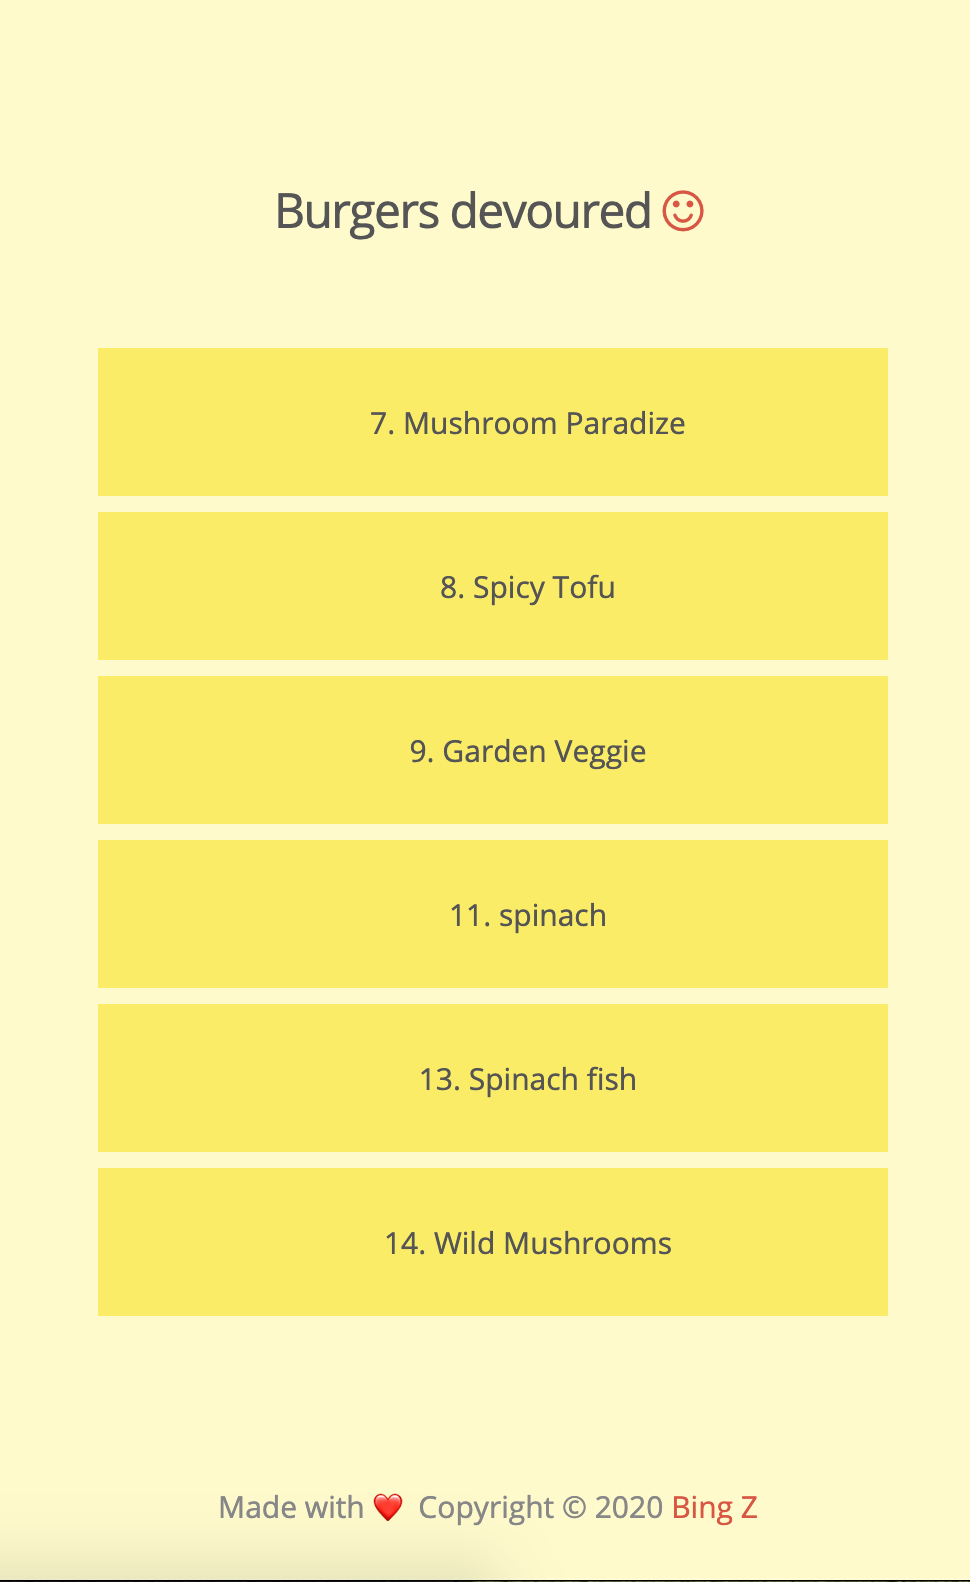 Burgers devoured
7. Mushroom Paradize
8. Spicy Tofu
9. Garden Veggie
11. spinach
13. Spinach fish
14. Wild Mushrooms
Made with ❤️ Copyright © 2020 Bing Z